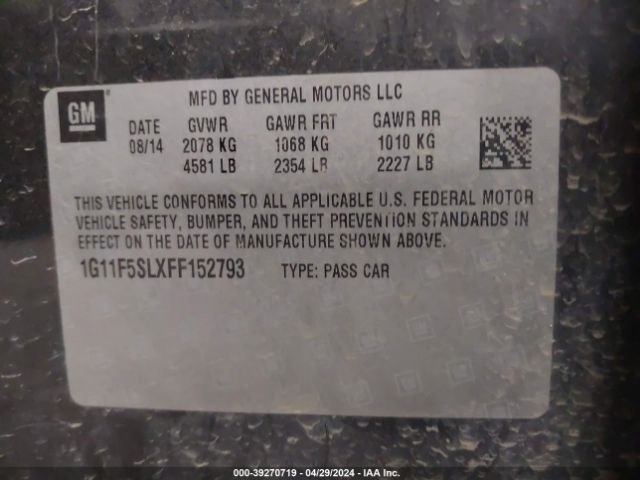 GM ®
MFD BY GENERAL MOTORS LLC
DATE GVWR GAWR FRT GAWR RR
08/14 2078 KG 1068 KG 1010 KG
4581 LB 2354 LB 2227 LB
THIS VEHICLE CONFORMS TO ALL APPLICABLE U.S. FEDERAL MOTOR
VEHICLE SAFETY, BUMPER, AND THEFT PREVENTION STANDARDS IN
EFFECT ON THE DATE OF MANUFACTURE SHOWN ABOVE.
1G11F5SLXFF152793 TYPE: PASS CAR
000-39270719 - 04/29/2024 - IAA Inc.